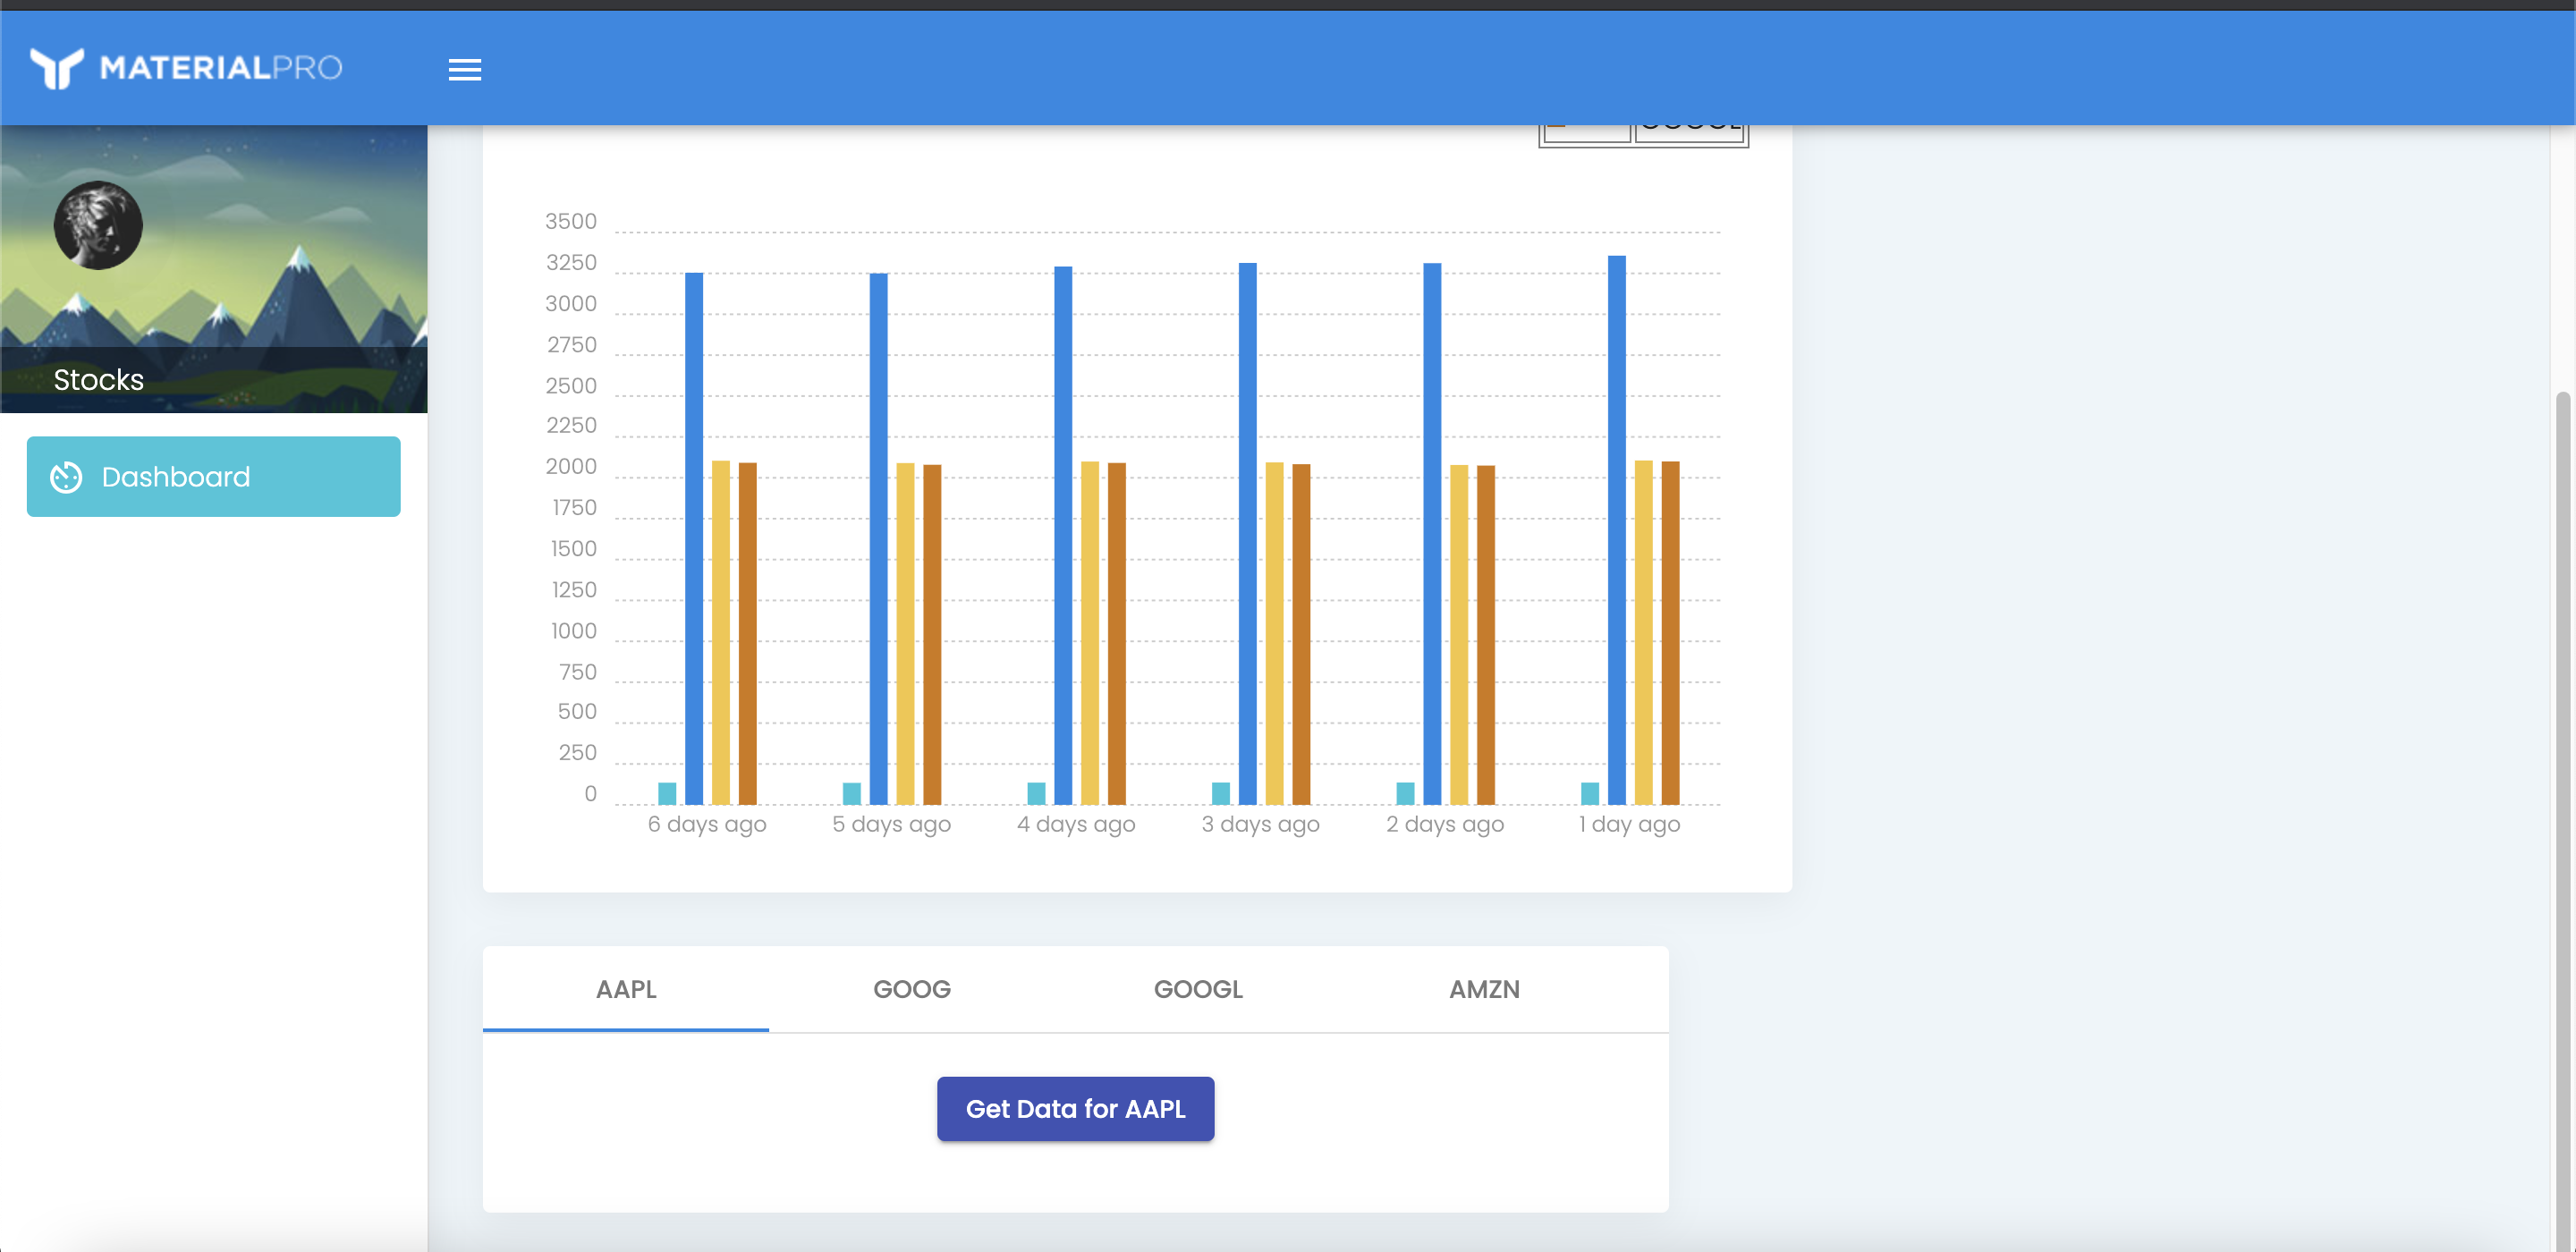 MATERIALPRO
GOOGL
Stocks
Dashboard
3500
3250
3000
2750
2500
2250
2000
1750
1500
1250
1000
750
500
250
0
6 days ago 5 days ago 4 days ago 3 days ago 2 days ago 1 day ago
AAPL GOOG GOOGL AMZN
Get Data for AAPL